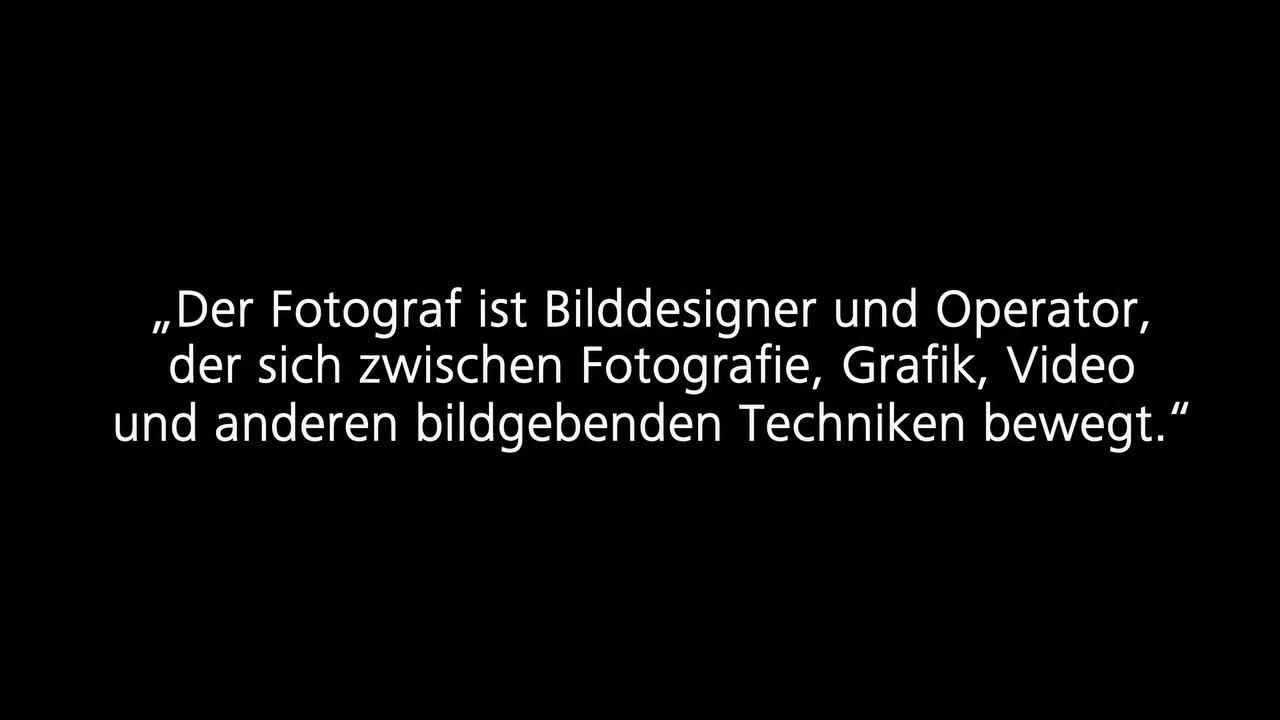 „Der Fotograf ist Bilddesigner und Operator,
der sich zwischen Fotografie, Grafik, Video
und anderen bildgebenden Techniken bewegt.“